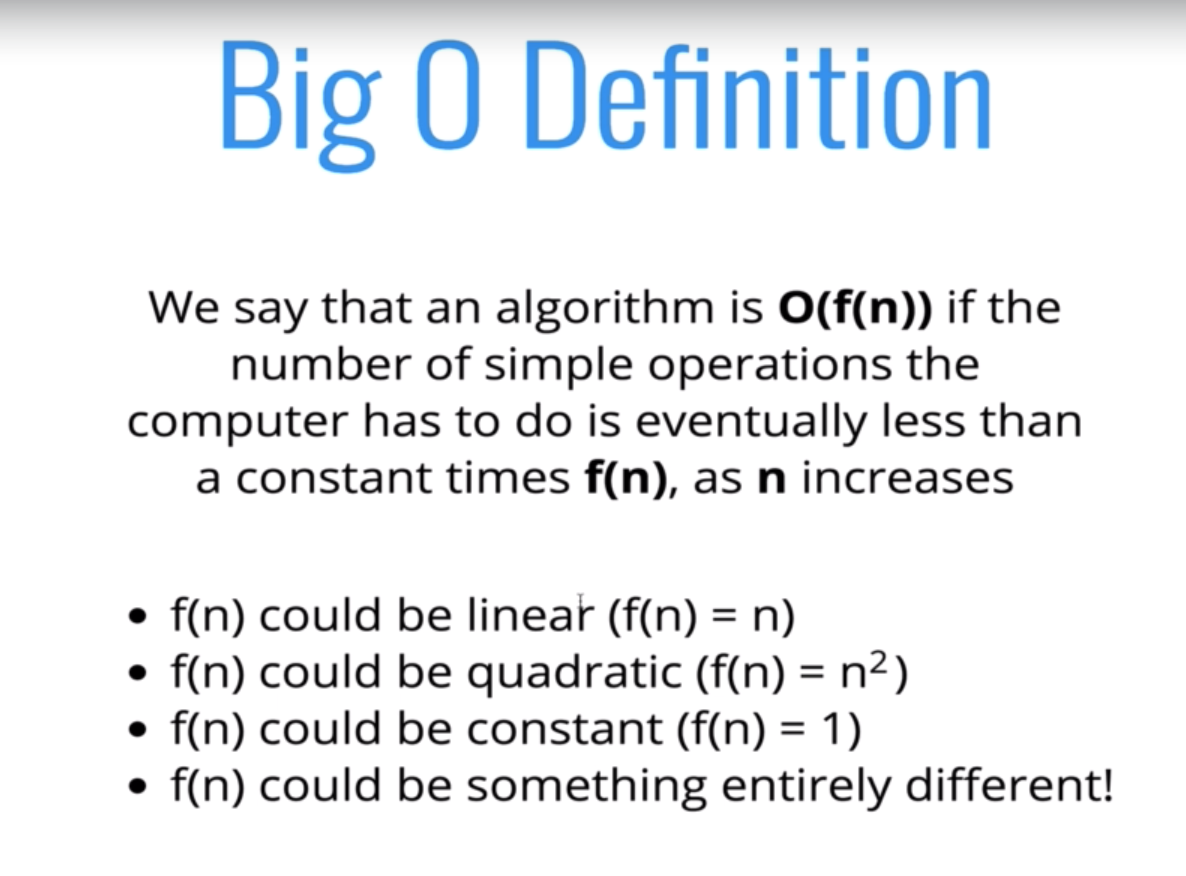 Big O Definition
We say that an algorithm is O(f(n)) if the
number of simple operations the
computer has to do is eventually less than
a constant times f(n), as n increases
• f(n) could be linear (f(n) = n)
• f(n) could be quadratic (f(n) = n²)
• f(n) could be constant (f(n) = 1)
• f(n) could be something entirely different!